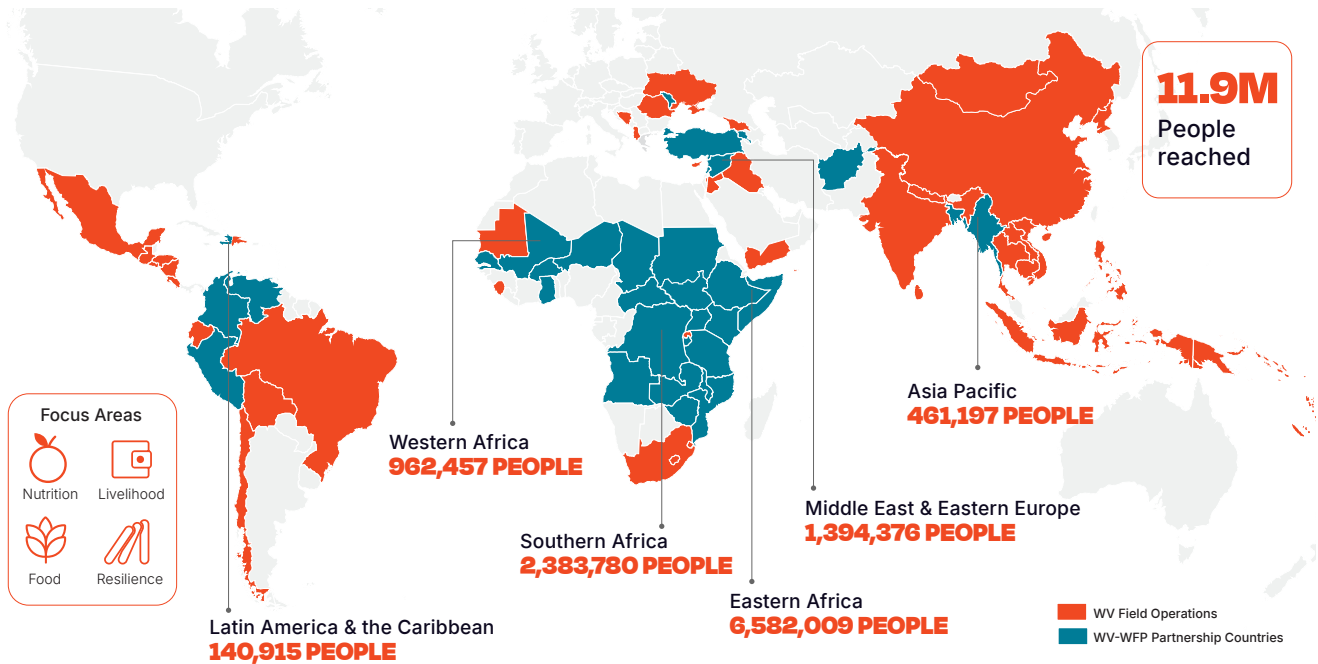 11.9M
People
reached
Focus Areas
Nutrition
Livelihood
Food
Resilience
Western Africa
962,457 PEOPLE
Asia Pacific
461,197 PEOPLE
Middle East & Eastern Europe
1,394,376 PEOPLE
Southern Africa
2,383,780 PEOPLE
Eastern Africa
6,582,009 PEOPLE
Latin America & the Caribbean
140,915 PEOPLE
WV Field Operations
WV-WFP Partnership Countries